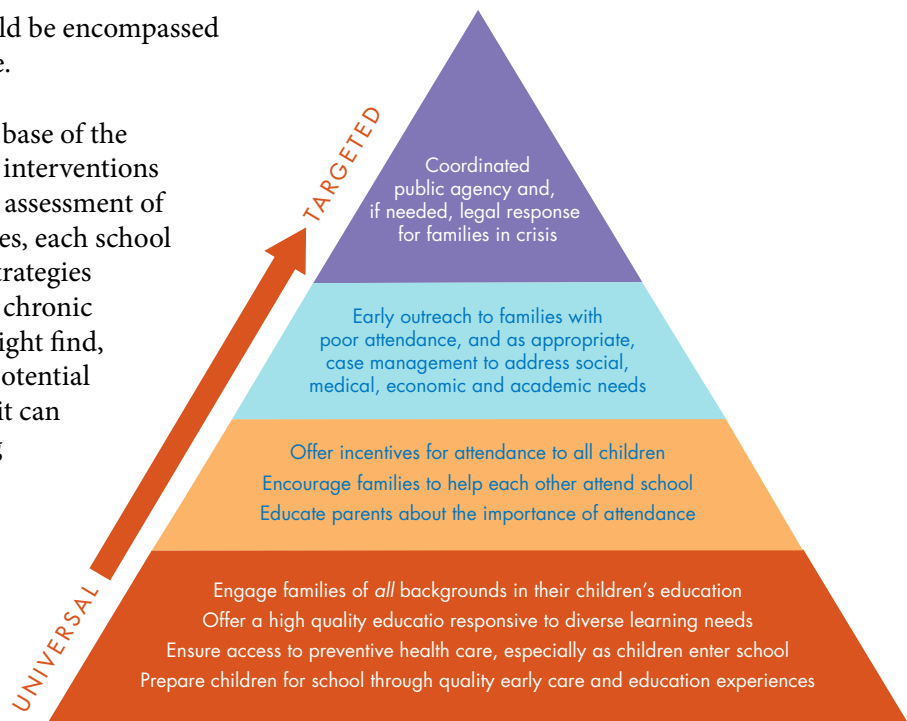 ld be encompassed
e.
base of the
interventions
assessment of
es, each school
trategies
chronic
ight find,
otential
it can
g
TARGETED
UNIVERSAL
Coordinated
public agency and,
if needed, legal response
for families in crisis
Early outreach to families with
poor attendance, and as appropriate,
case management to address social,
medical, economic and academic needs
Offer incentives for attendance to all children
Encourage families to help each other attend school
Educate parents about the importance of attendance
Engage families of all backgrounds in their children's education
Offer a high quality educatio responsive to diverse learning needs
Ensure access to preventive health care, especially as children enter school
Prepare children for school through quality early care and education experiences